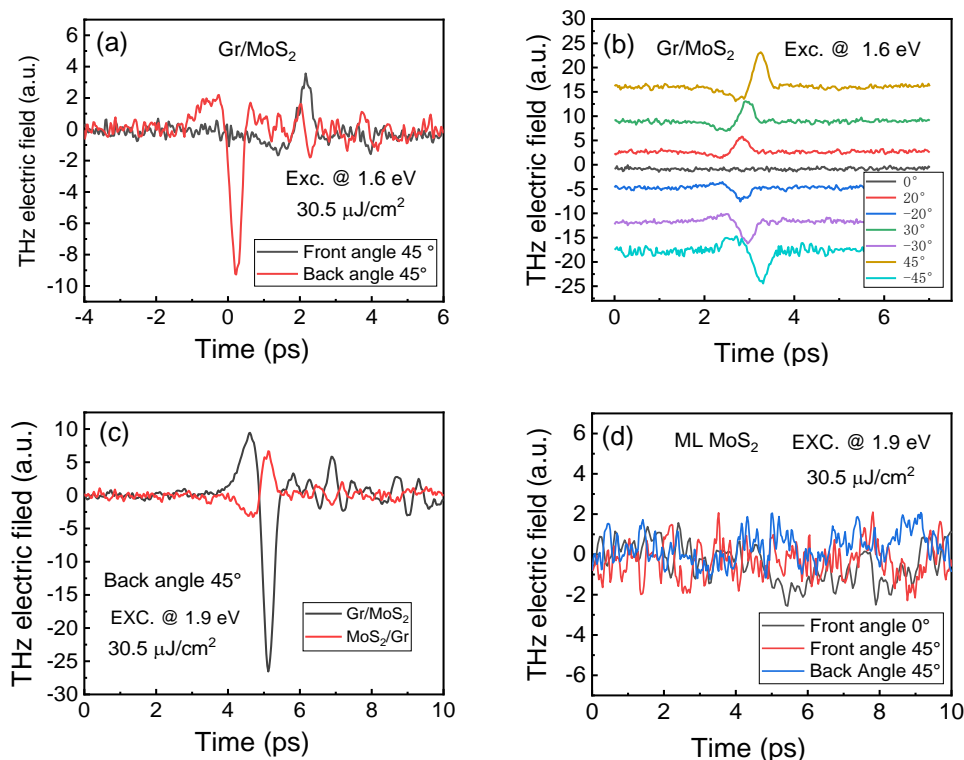 (a)
Gr/MoS₂
THz electric field (a.u.)
6
4
2
0
-2
-4
-6
-8
-10
Exc. @ 1.6 eV
30.5 μJ/cm²
Front angle 45 °
Back angle 45°
-4 -2 0 2 4 6
Time (ps)
(b)
Gr/MoS₂ Exc. @ 1.6 eV
THz electric field (a.u.)
25
20
15
10
5
0
-5
-10
-15
-20
-25
0°
20°
-20°
30°
-30°
45°
-45°
0 2 4 6
Time (ps)
(c)
THz electric filed (a.u.)
10
5
0
-5
-10
-15
-20
-25
-30
Back angle 45°
EXC. @ 1.9 eV
30.5 μJ/cm²
Gr/MoS₂
MoS₂/Gr
0 2 4 6 8 10
Time (ps)
(d)
ML MoS₂ EXC. @ 1.9 eV
30.5 μJ/cm²
THz electric field (a.u.)
6
4
2
0
-2
-4
-6
Front angle 0°
Front angle 45°
Back Angle 45°
0 2 4 6 8 10
Time (ps)